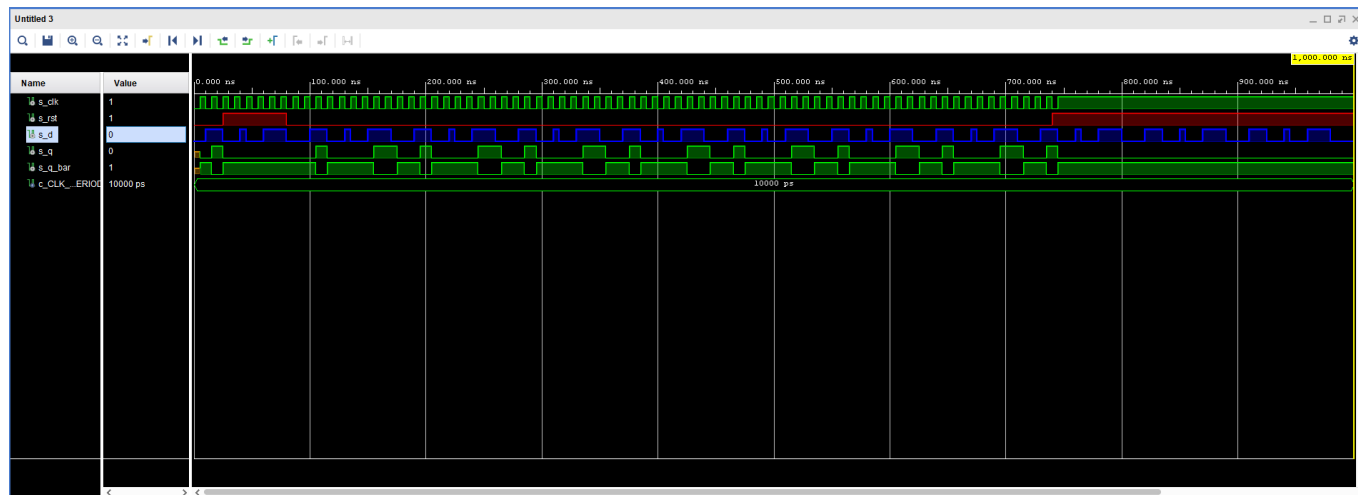 Untitled 3
1,000.000 ns
Name Value 0.000 ns 100.000 ns 200.000 ns 300.000 ns 400.000 ns 500.000 ns 600.000 ns 700.000 ns 800.000 ns 900.000 ns
s_clk 1
s_rst 1
s_d 0
s_q 0
s_q_bar 1
c_CLK_...ERIOD 10000 ps 10000 ps